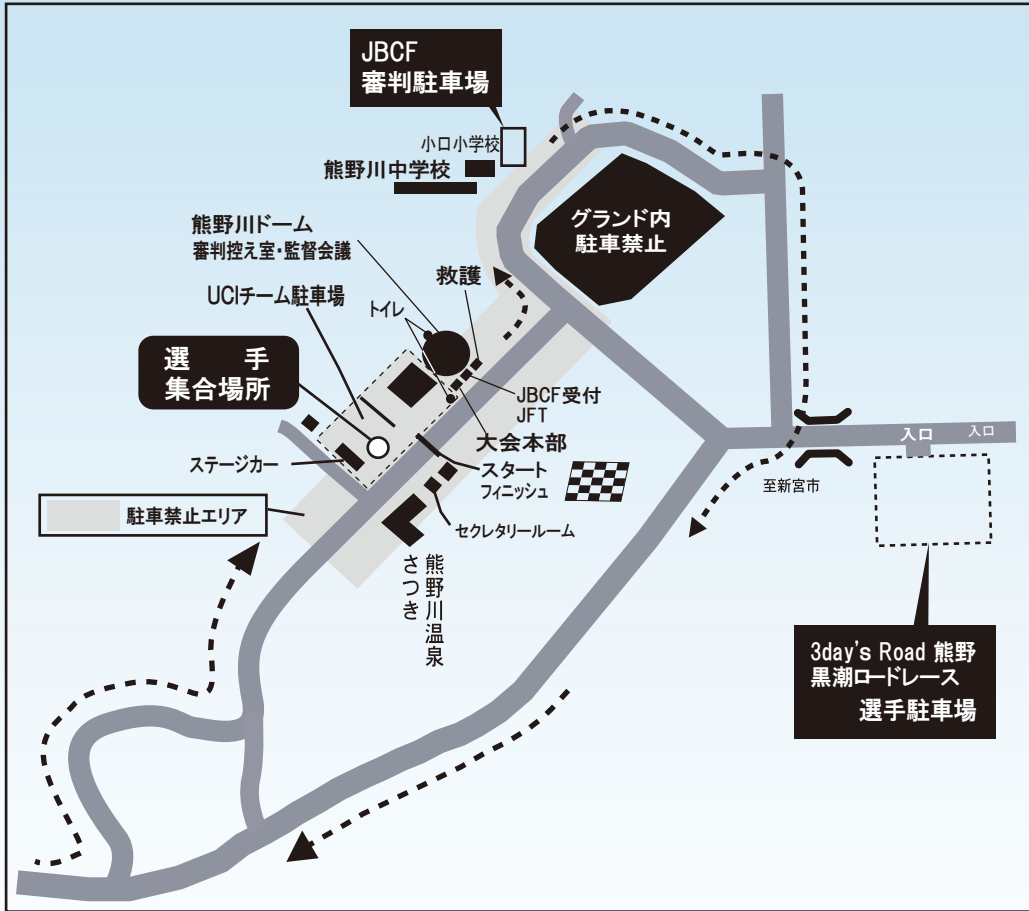 JBCF
審判駐車場
小口小学校
熊野川中学校
グランド内
駐車禁止
熊野川ドーム
審判控え室・監督会議
救護
UCIチーム駐車場
トイレ
選 手
集合場所
JBCF受付
JFT
大会本部
ステージカー
スタート
フィニッシュ
入口
入口
至新宮市
駐車禁止エリア
セクレタリールーム
熊野川温泉
さつき
3day's Road 熊野
黒潮ロードレース
選手駐車場